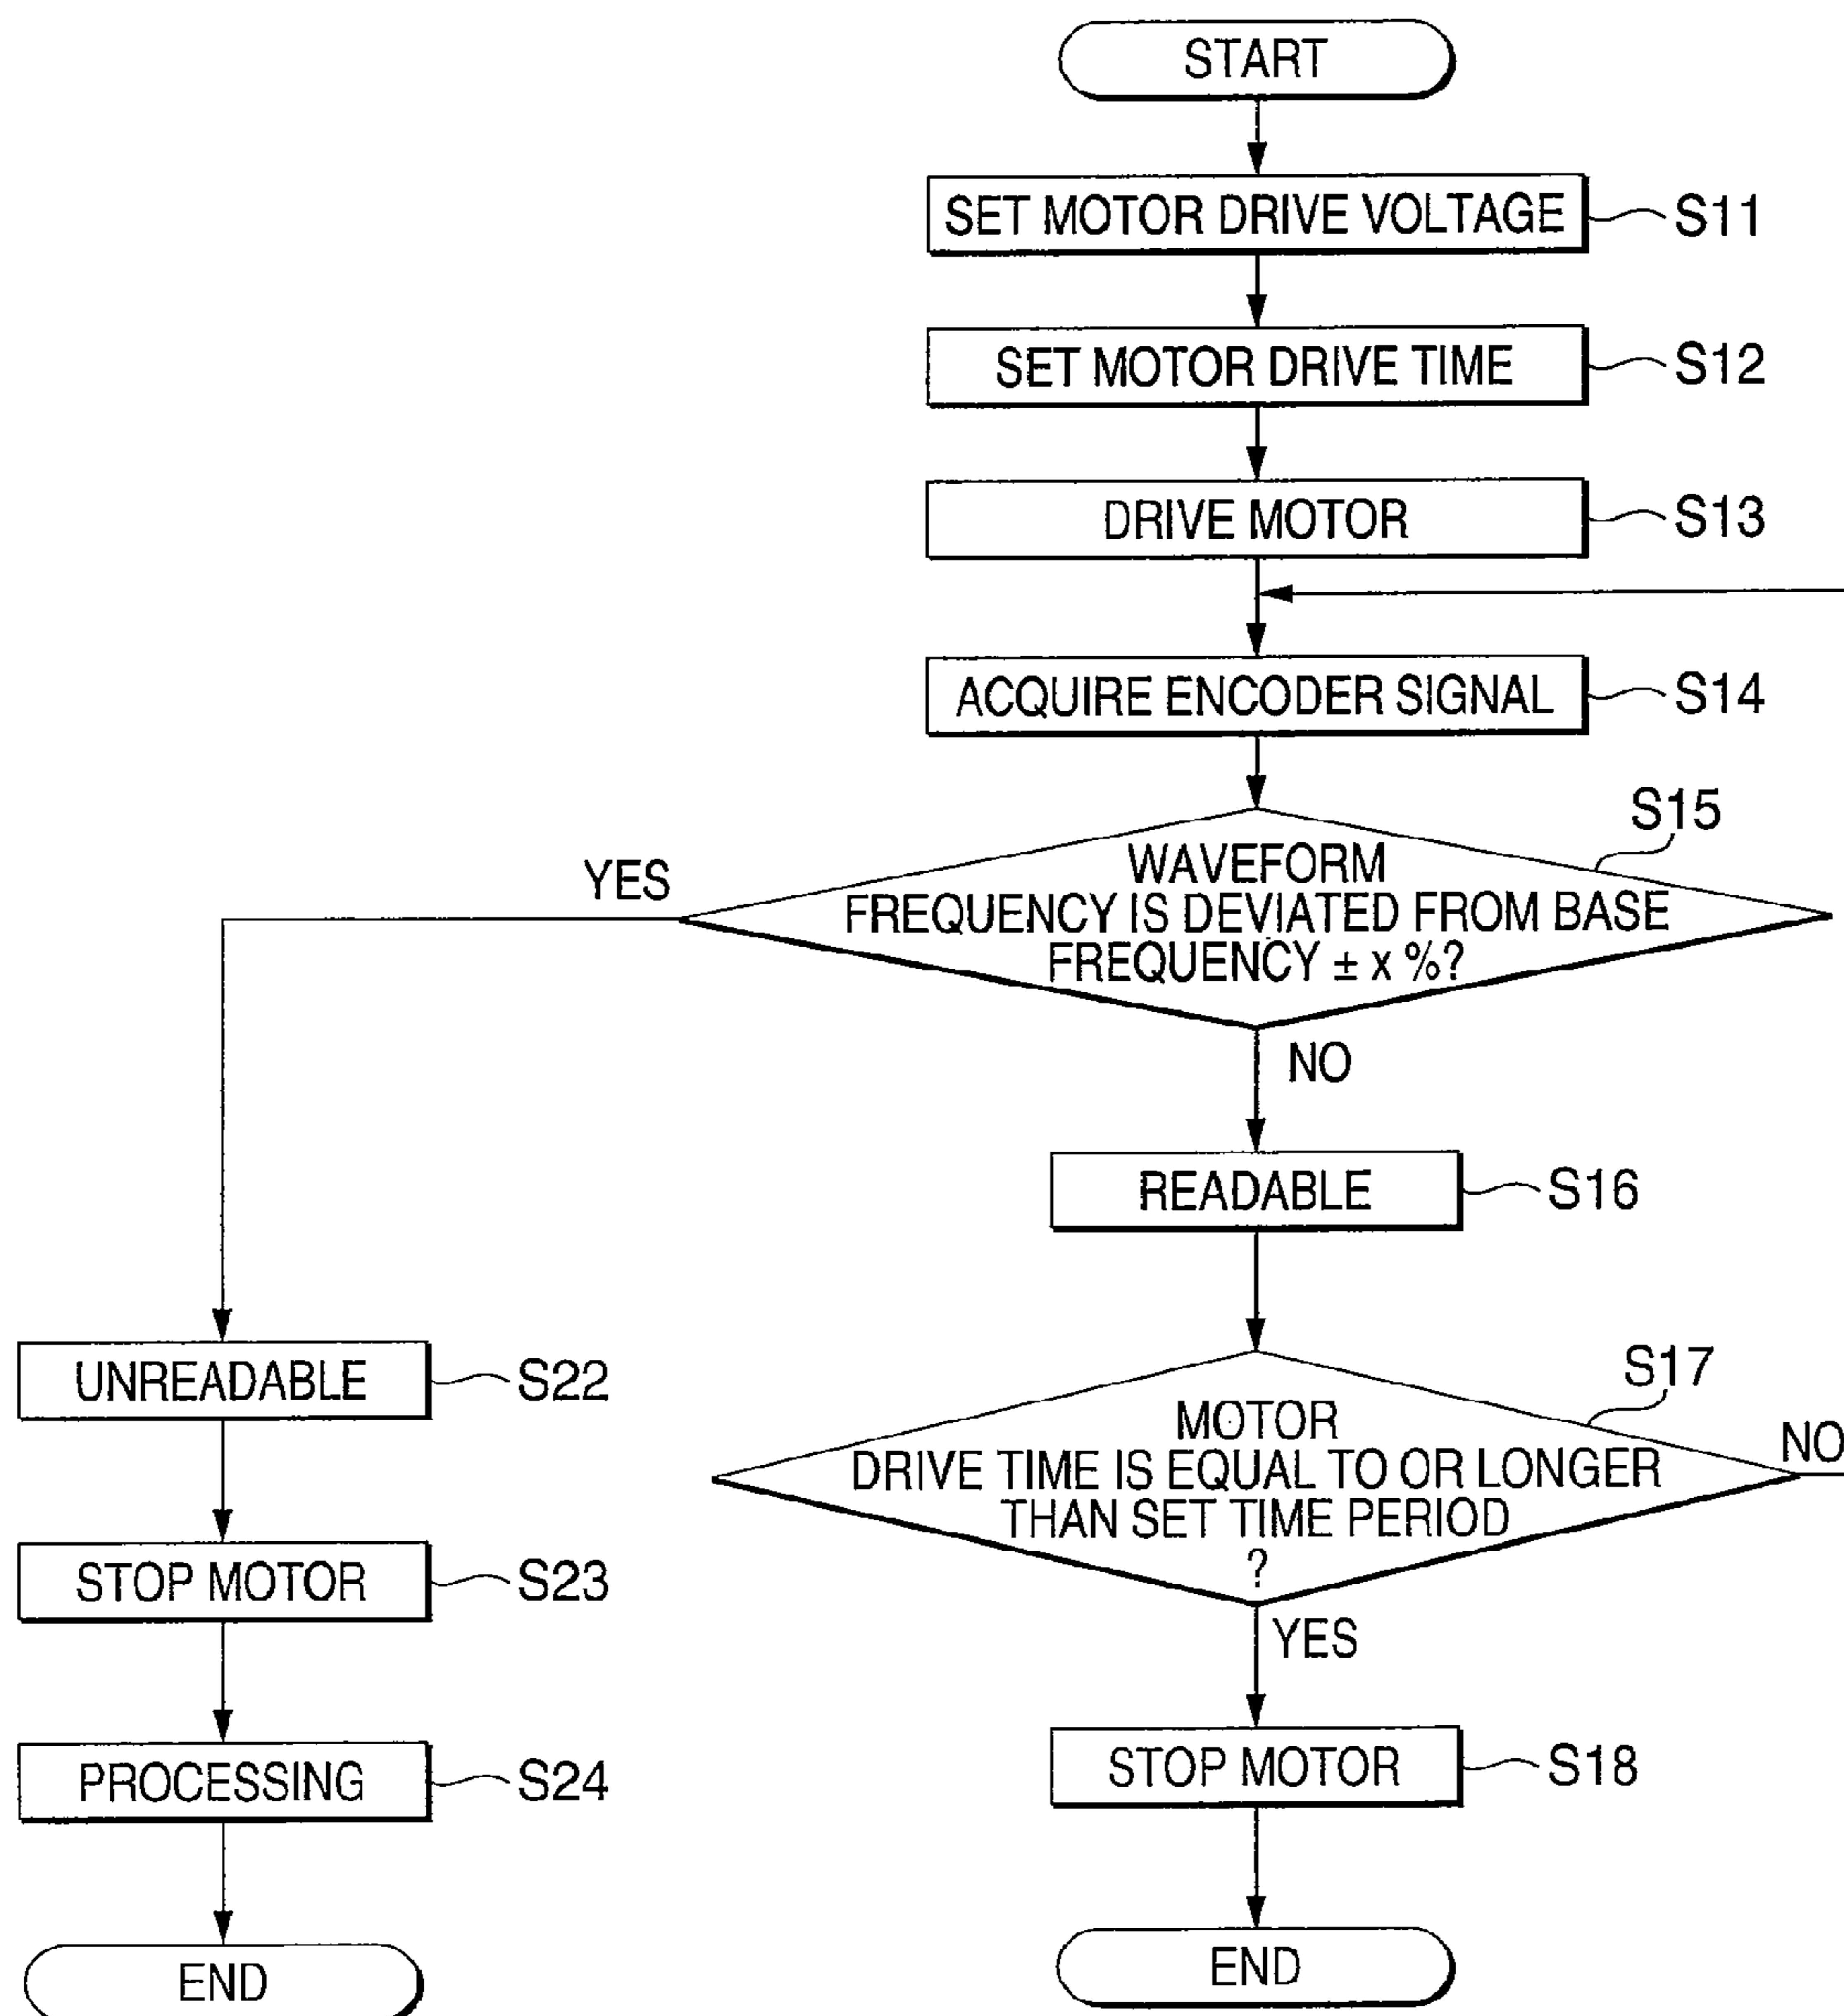 START
SET MOTOR DRIVE VOLTAGE
S11
SET MOTOR DRIVE TIME
S12
DRIVE MOTOR
S13
ACQUIRE ENCODER SIGNAL
S14
S15
YES
WAVEFORM
FREQUENCY IS DEVIATED FROM BASE
FREQUENCY ± x %?
NO
READABLE
S16
UNREADABLE
S22
S17
MOTOR
DRIVE TIME IS EQUAL TO OR LONGER
THAN SET TIME PERIOD
?
NO
YES
STOP MOTOR
S23
STOP MOTOR
S18
PROCESSING
S24
END
END